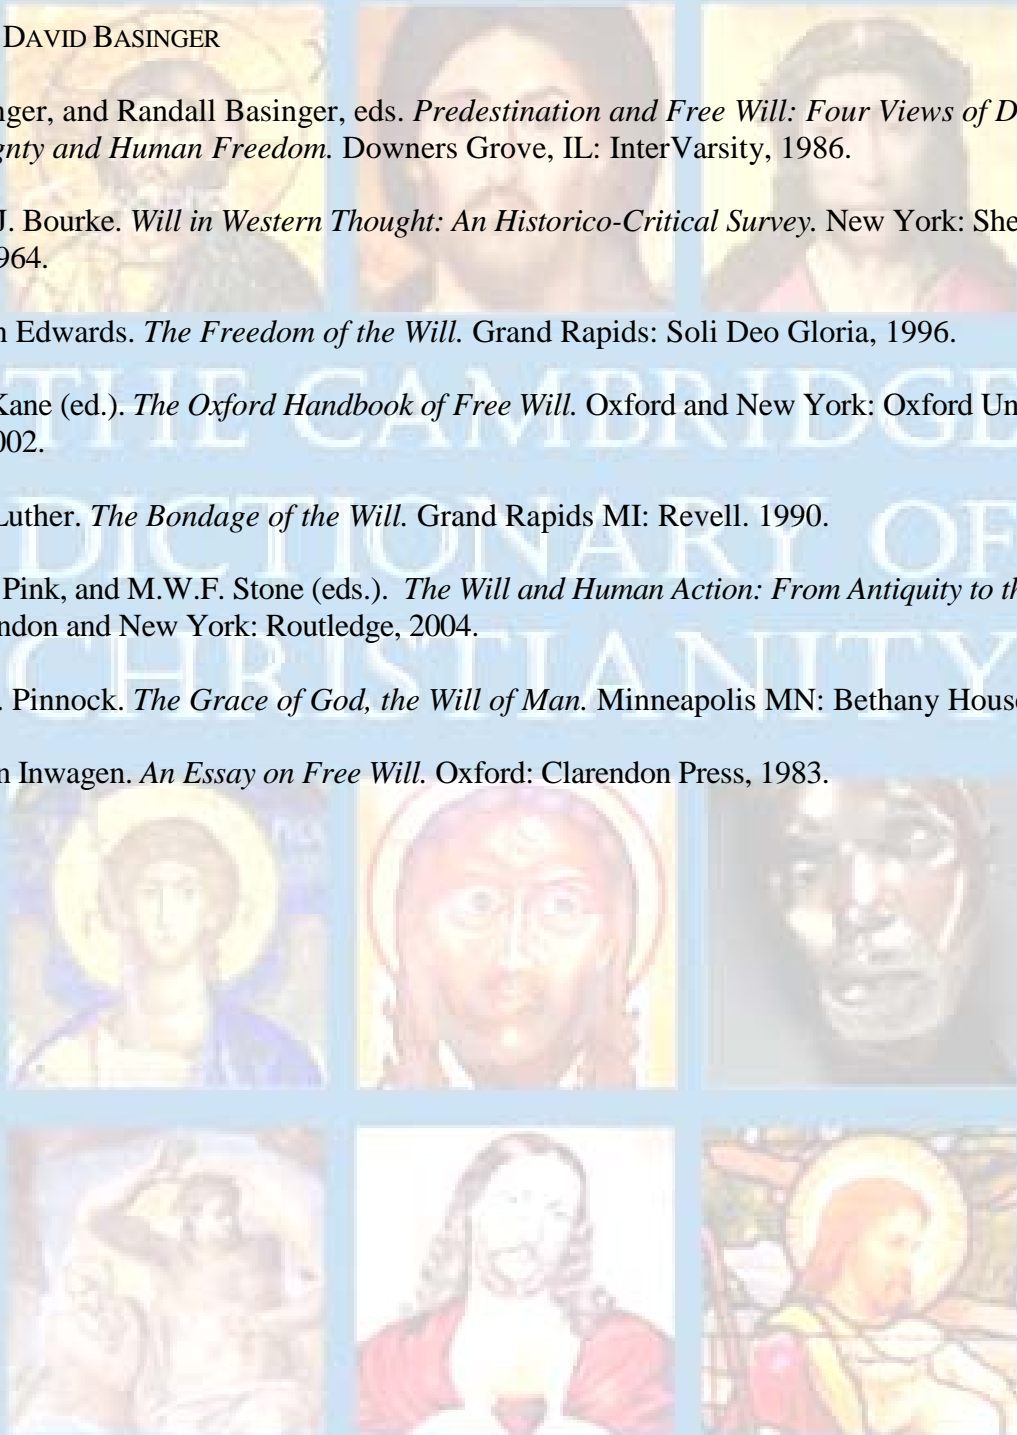 DAVID BASINGER
nger, and Randall Basinger, eds. Predestination and Free Will: Four Views of D
gnty and Human Freedom. Downers Grove, IL: InterVarsity, 1986.
J. Bourke. Will in Western Thought: An Historico-Critical Survey. New York: She
964.
n Edwards. The Freedom of the Will. Grand Rapids: Soli Deo Gloria, 1996.
THE CAMBRIDGE
Kane (ed.). The Oxford Handbook of Free Will. Oxford and New York: Oxford Un
002.
DICTIONARY OF
Luther. The Bondage of the Will. Grand Rapids MI: Revell. 1990.
Pink, and M.W.F. Stone (eds.). The Will and Human Action: From Antiquity to th
ndon and New York: Routledge, 2004.
CHRISTIANITY
. Pinnock. The Grace of God, the Will of Man. Minneapolis MN: Bethany House
n Inwagen. An Essay on Free Will. Oxford: Clarendon Press, 1983.